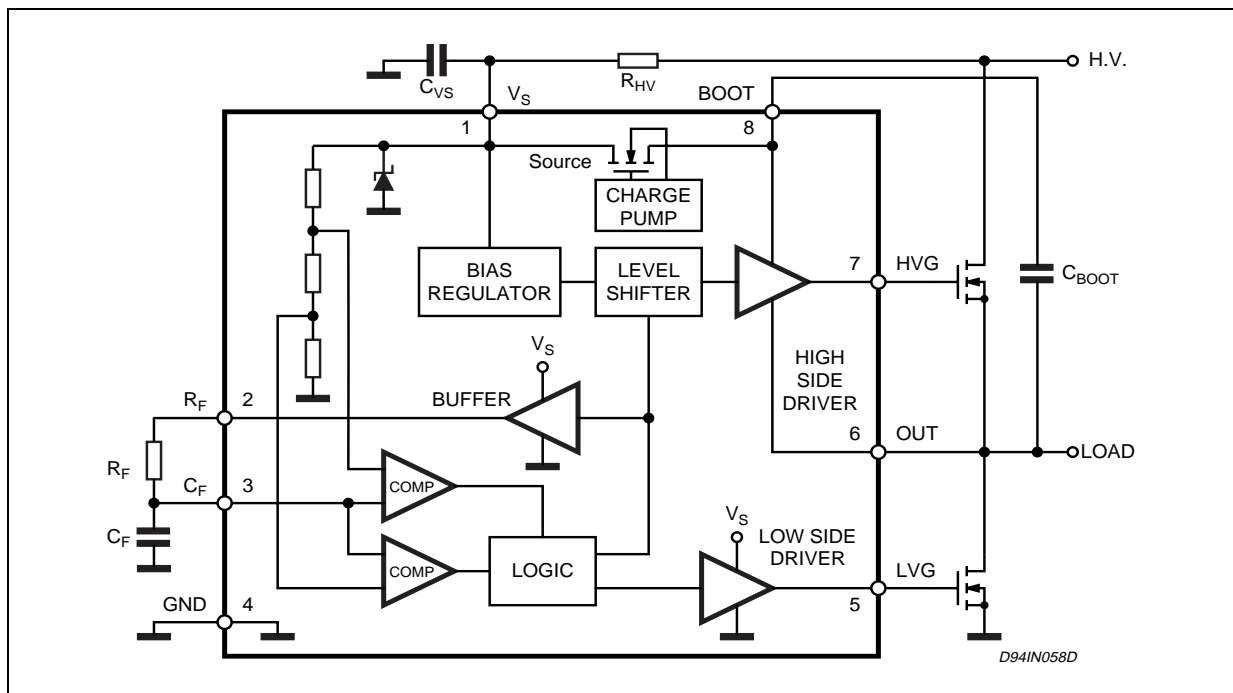 H.V.
C_VS
R_HV
V_S
BOOT
1
8
Source
CHARGE
PUMP
BIAS
REGULATOR
LEVEL
SHIFTER
7
HVG
C_BOOT
V_S
HIGH
SIDE
DRIVER
R_F
2
BUFFER
6
OUT
LOAD
R_F
C_F
3
COMP
C_F
V_S
LOW SIDE
DRIVER
COMP
LOGIC
LVG
5
GND
4
D94IN058D